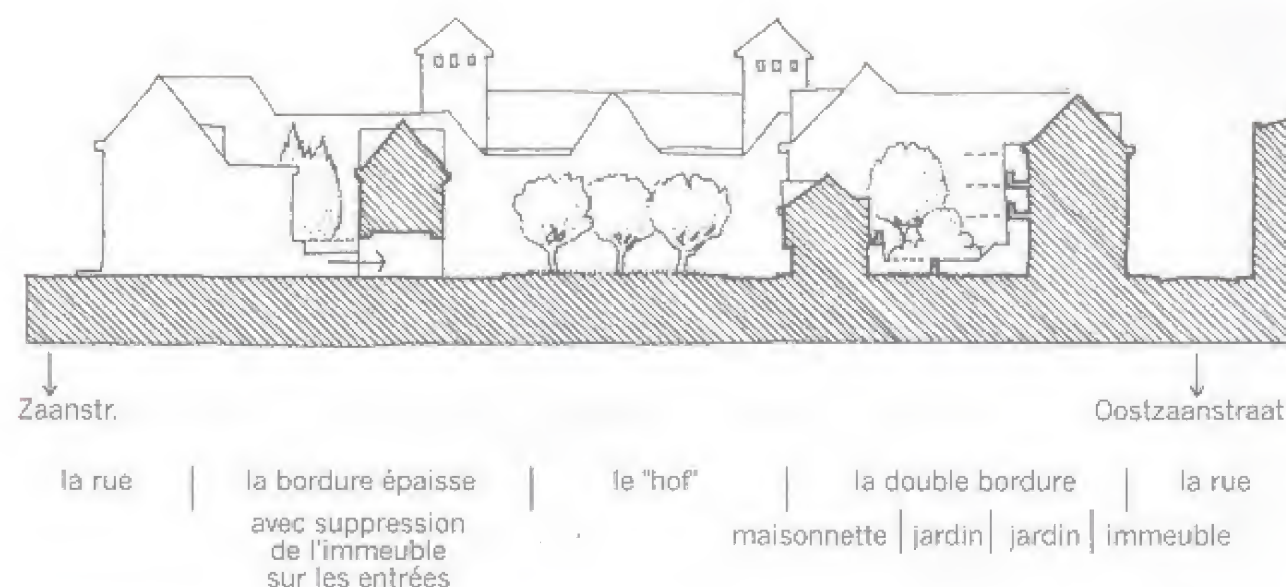 Zaanstr.
Oostzaanstraat
la rue | la bordure épaisse | le "hof" | la double bordure | la rue
avec suppression
de l'immeuble
sur les entrées
maisonnette | jardin | jardin | immeuble